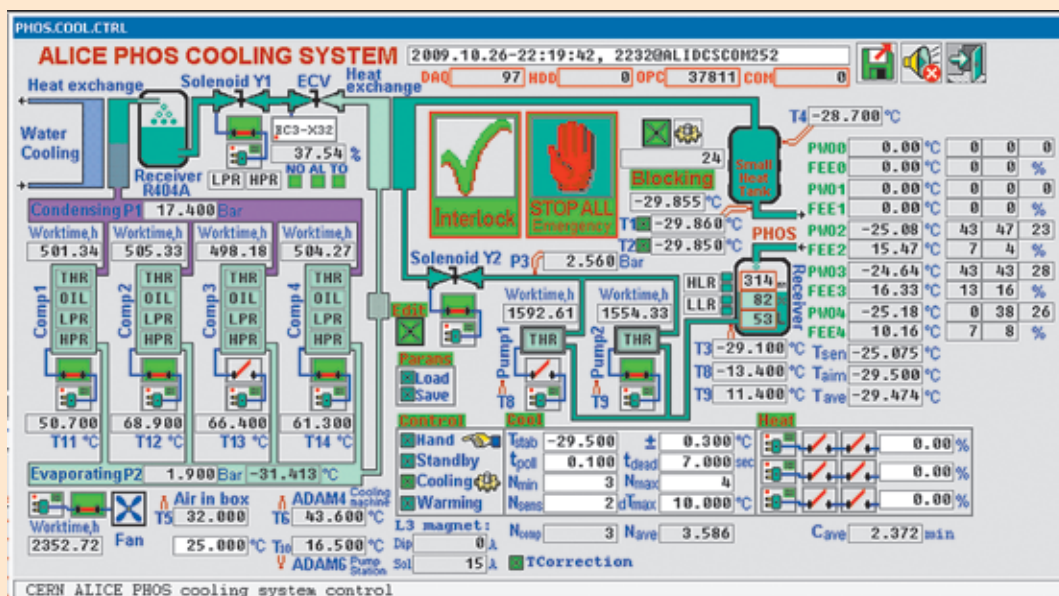 PHOS.COOL.CTRL
ALICE PHOS COOLING SYSTEM 2009.10.26-22:19:42, 2232@ALIDCSCOM252
DAQ 97 HDD 0 OPC 37811 COM 0
Heat exchange Solenoid Y1 ECV Heat exchange
Water Cooling
Receiver R404A
EC3-X32
37.54 %
LPR HPR NO AL TO
Interlock
STOP ALL Emergency
24
Blocking
-29.855 °C
T1 -29.860 °C
T2 -29.850 °C
Small Heat Tank
T4 -28.700 °C
PHOS
PW00 0.00 °C 0 0 0
FEE0 0.00 °C 0 0 %
PW01 0.00 °C 0 0 0
FEE1 0.00 °C 0 0 %
PW02 -25.08 °C 43 47 23
FEE2 15.47 °C 7 4 %
PW03 -24.64 °C 43 43 28
FEE3 16.33 °C 13 16 %
PW04 -25.18 °C 0 38 26
FEE4 10.16 °C 7 8 %
Condensing P1 17.400 Bar
Worktime,h Worktime,h Worktime,h Worktime,h
501.34 505.33 498.18 504.27
Comp1 THR OIL LPR HPR
Comp2 THR OIL LPR HPR
Comp3 THR OIL LPR HPR
Comp4 THR OIL LPR HPR
50.700 68.900 66.400 61.300
T11 °C T12 °C T13 °C T14 °C
Evaporating P2 1.900 Bar -31.413 °C
Solenoid Y2 P3 2.560 Bar
Edit
Params
Load
Save
Worktime,h Worktime,h
1592.61 1554.33
Pump1 THR
Pump2 THR
T8 T9
HLR
LLR
314
82
53 L
Receiver
T3 -29.100 °C Tsen -25.075 °C
T8 -13.400 °C Taim -29.500 °C
T9 11.400 °C Tave -29.474 °C
Control
Hand
Standby
Cooling
Warming
Cool
Tstab -29.500 ± 0.300 °C
tpoll 0.100 tdead 7.000 sec
Nmin 3 Nmax 4
Nsens 2 dTmax 10.000 °C
Heat
0.00 %
0.00 %
0.00 %
Worktime,h
2352.72
Fan
Air in box
T5 32.000
25.000 °C
ADAM4 Cooling machine
T6 43.600 °C
T10 16.500 °C
ADAM6 Pump Station
L3 magnet:
Dip 0 A
Sol 15 A
Ncomp 3 Nave 3.586 Cave 2.372 min
TCorrection
CERN ALICE PHOS cooling system control